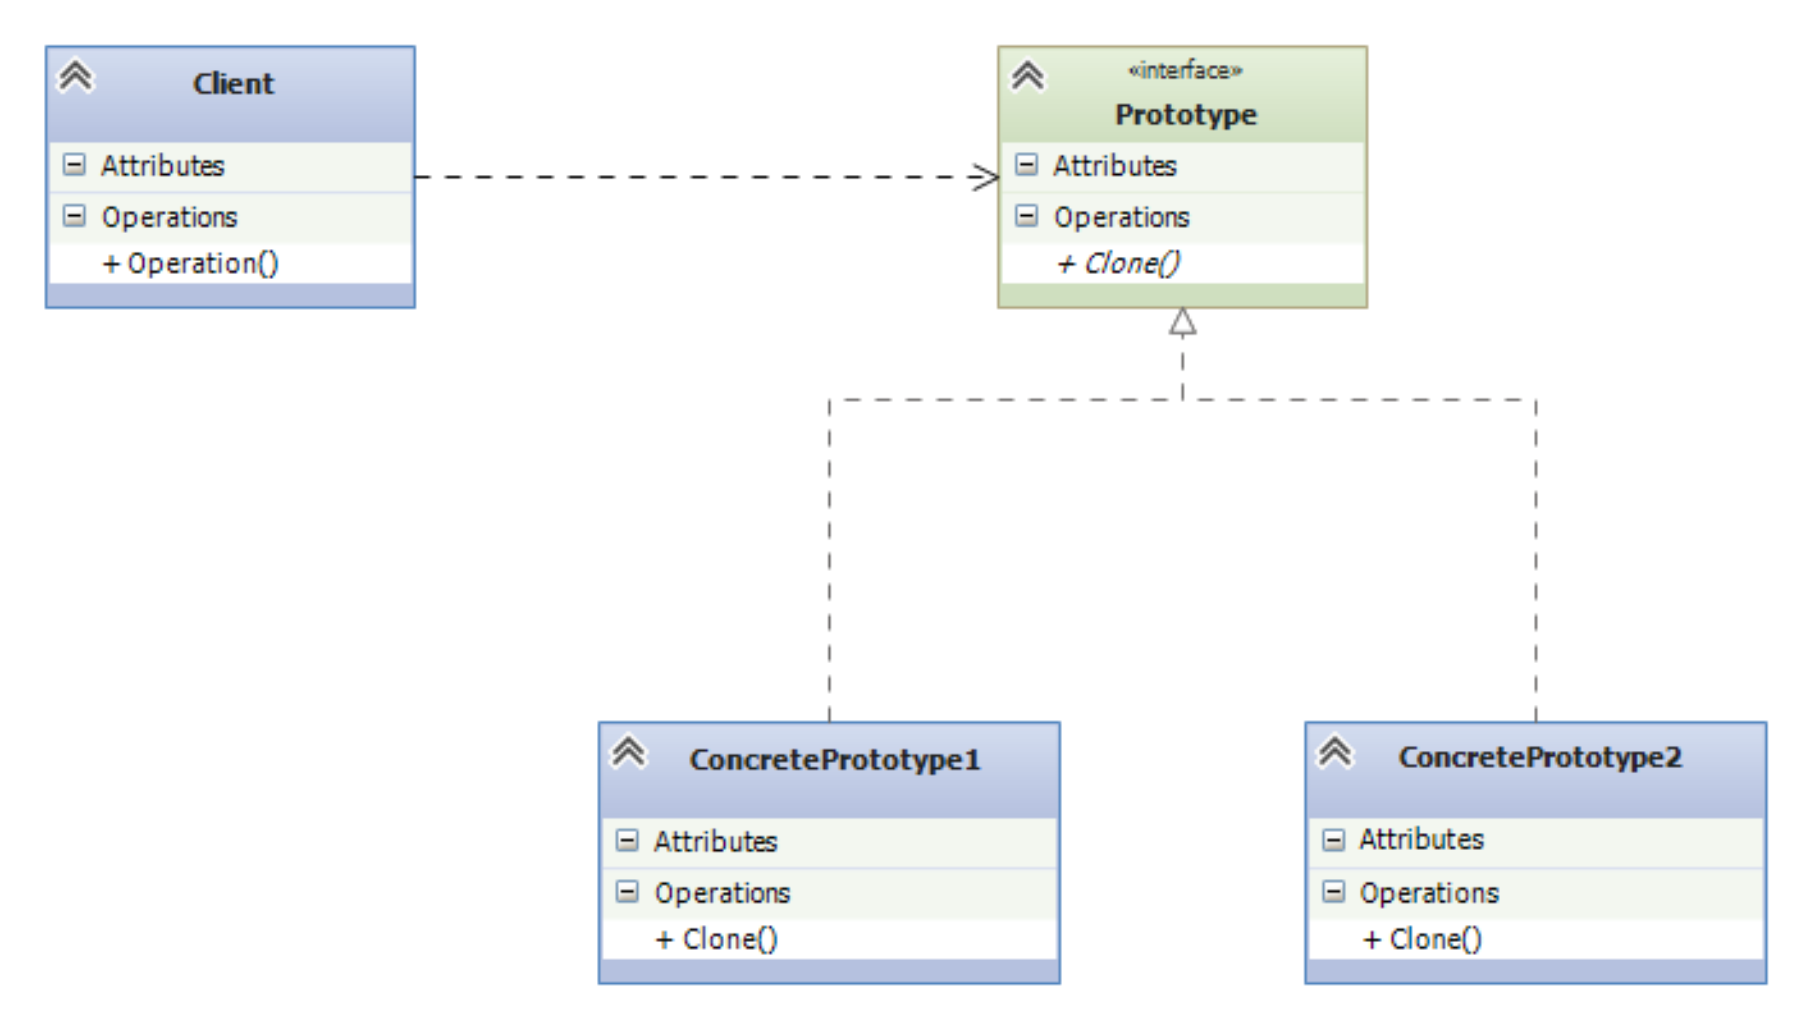 Client
Attributes
Operations
+ Operation()
«interface»
Prototype
Attributes
Operations
+ Clone()
ConcretePrototype1
Attributes
Operations
+ Clone()
ConcretePrototype2
Attributes
Operations
+ Clone()